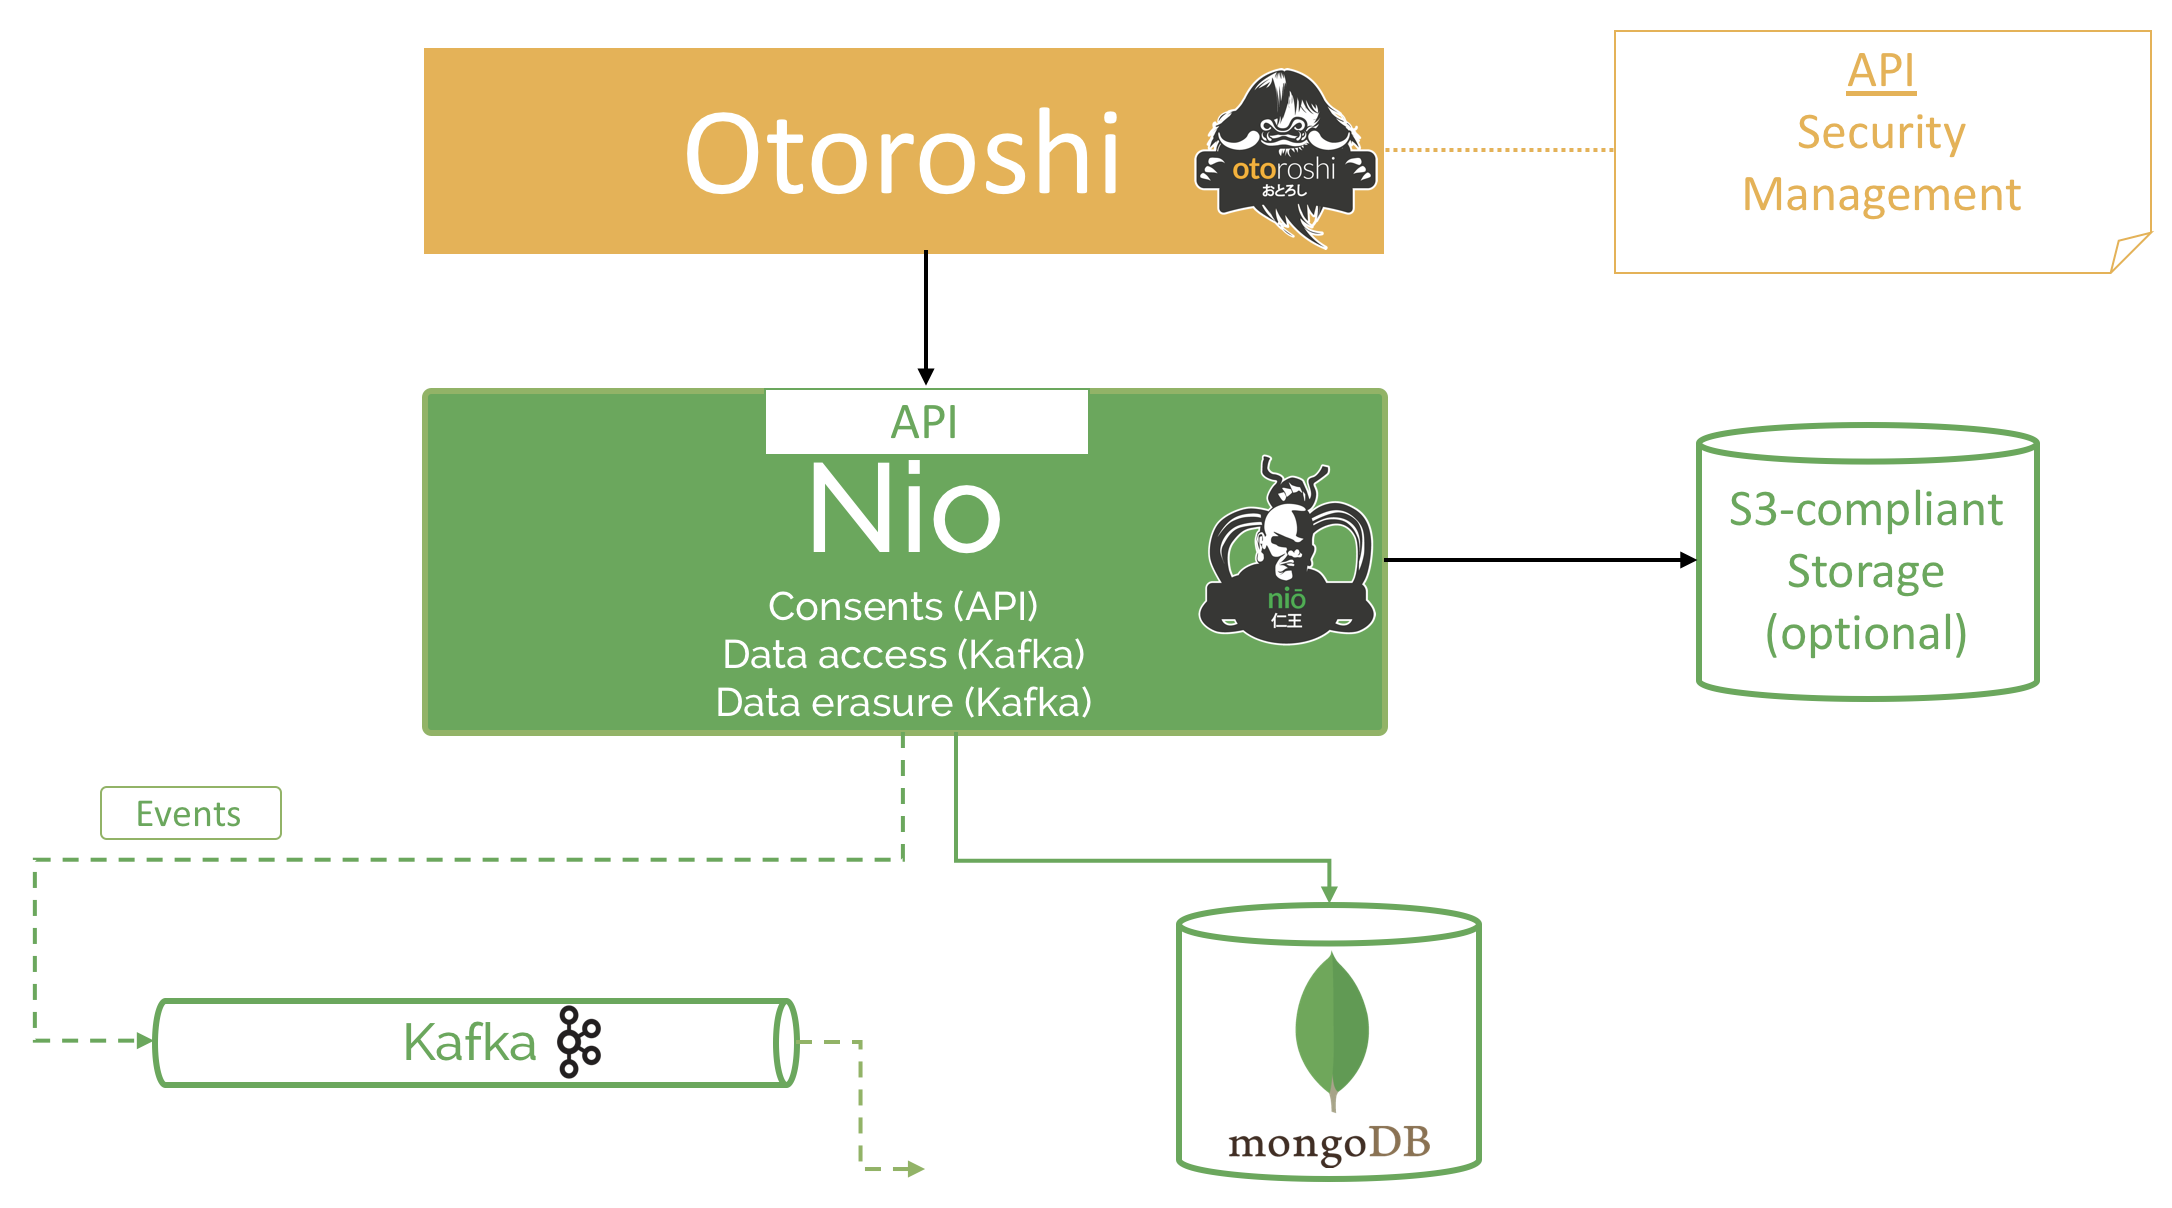 Otoroshi
otoroshi
おとろし
API
Security
Management
API
Nio
Consents (API)
Data access (Kafka)
Data erasure (Kafka)
niō
仁王
S3-compliant
Storage
(optional)
Events
Kafka
mongoDB